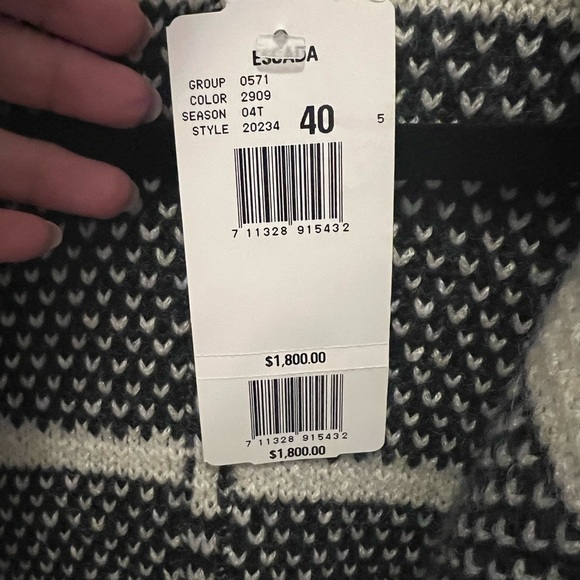 ESCADA
GROUP 0571
COLOR 2909
SEASON 04T
STYLE 20234 40 5
7 11328 915432
$1,800.00
7 11328 915432
$1,800.00